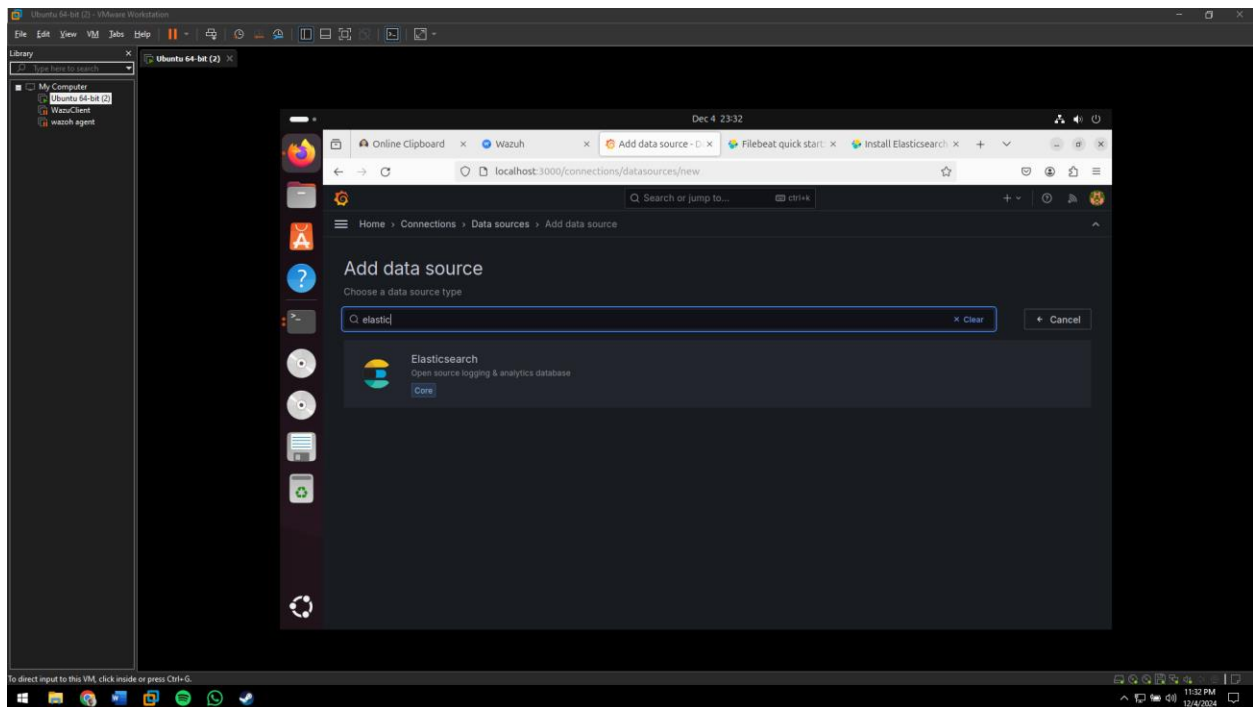 Ubuntu 64-bit (2) - VMware Workstation
File Edit View VM Tabs Help
Library
Type here to search
My Computer
Ubuntu 64-bit (2)
WazuClient
wazoh agent
Ubuntu 64-bit (2)
Dec 4 23:32
Online Clipboard
Wazuh
Add data source - D
Filebeat quick start:
Install Elasticsearch
localhost:3000/connections/datasources/new
Search or jump to...
ctrl+k
Home › Connections › Data sources › Add data source
Add data source
Choose a data source type
elastic
Clear
Cancel
Elasticsearch
Open source logging & analytics database
Core
To direct input to this VM, click inside or press Ctrl+G.
11:32 PM
12/4/2024